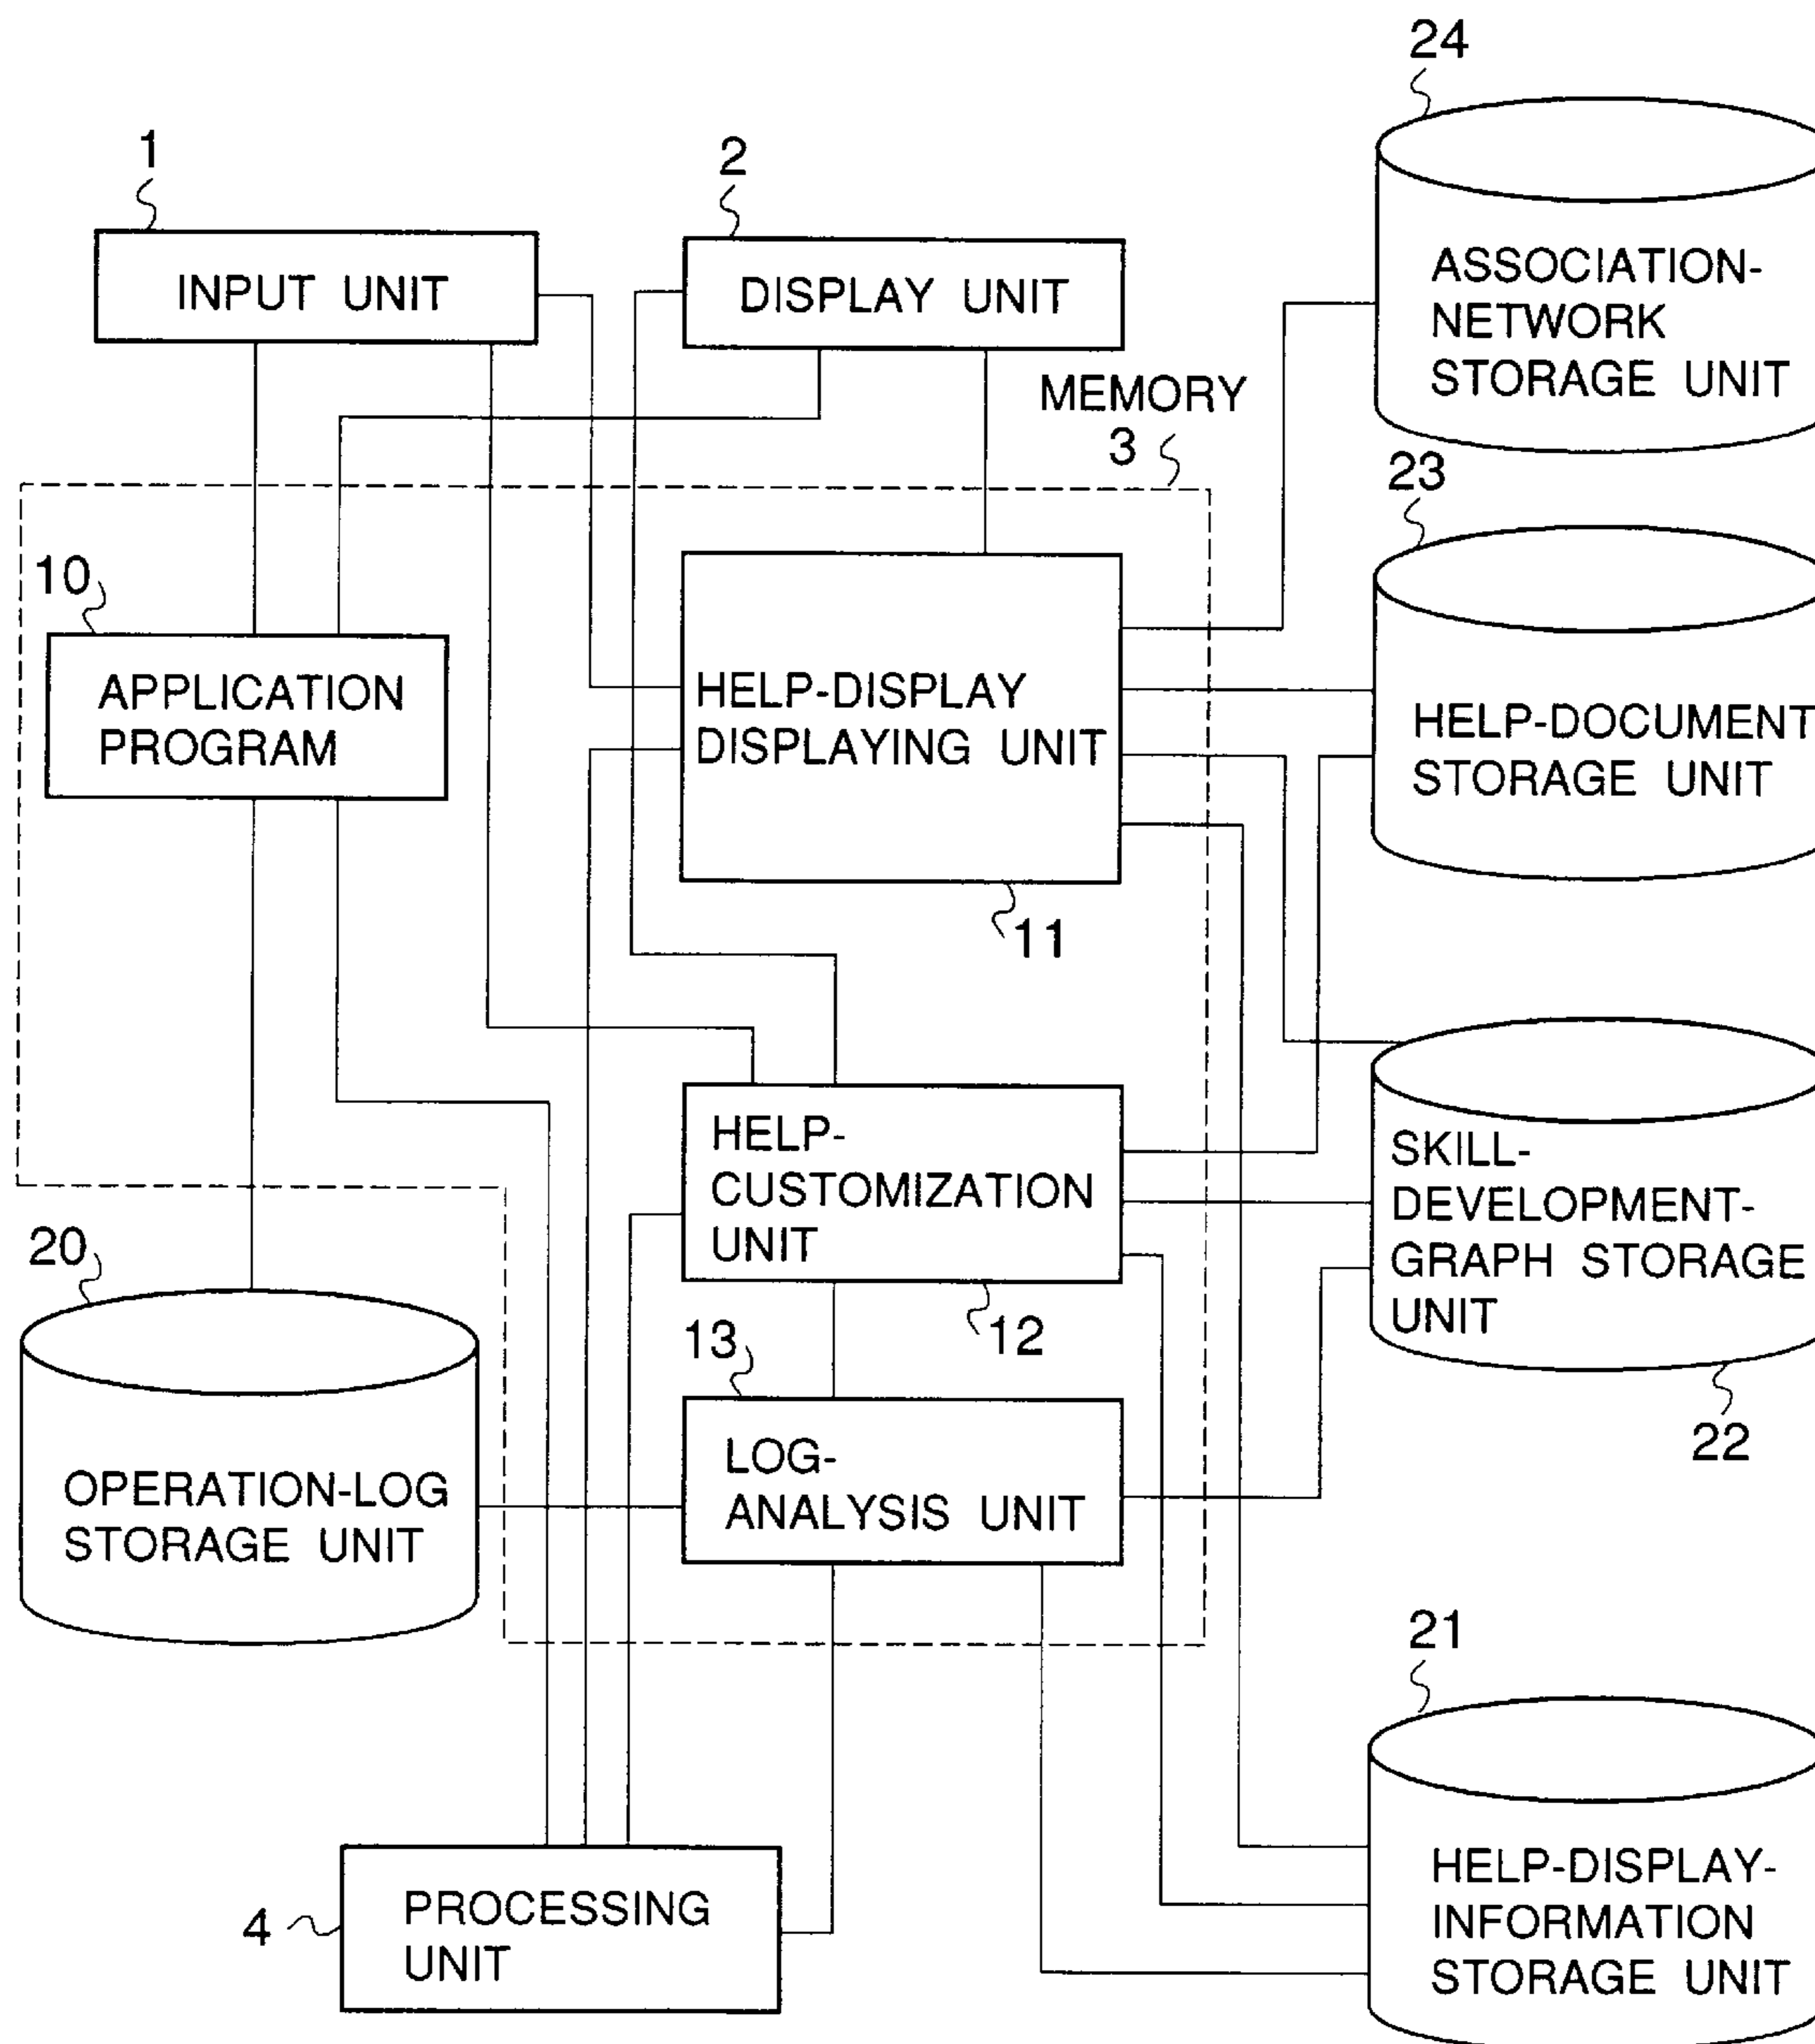 24
1
2
INPUT UNIT
DISPLAY UNIT
ASSOCIATION-
NETWORK
STORAGE UNIT
MEMORY
3
23
10
APPLICATION
PROGRAM
HELP-DISPLAY
DISPLAYING UNIT
HELP-DOCUMENT
STORAGE UNIT
11
HELP-
CUSTOMIZATION
UNIT
SKILL-
DEVELOPMENT-
GRAPH STORAGE
UNIT
20
12
13
22
OPERATION-LOG
STORAGE UNIT
LOG-
ANALYSIS UNIT
21
PROCESSING
UNIT
4
HELP-DISPLAY-
INFORMATION
STORAGE UNIT